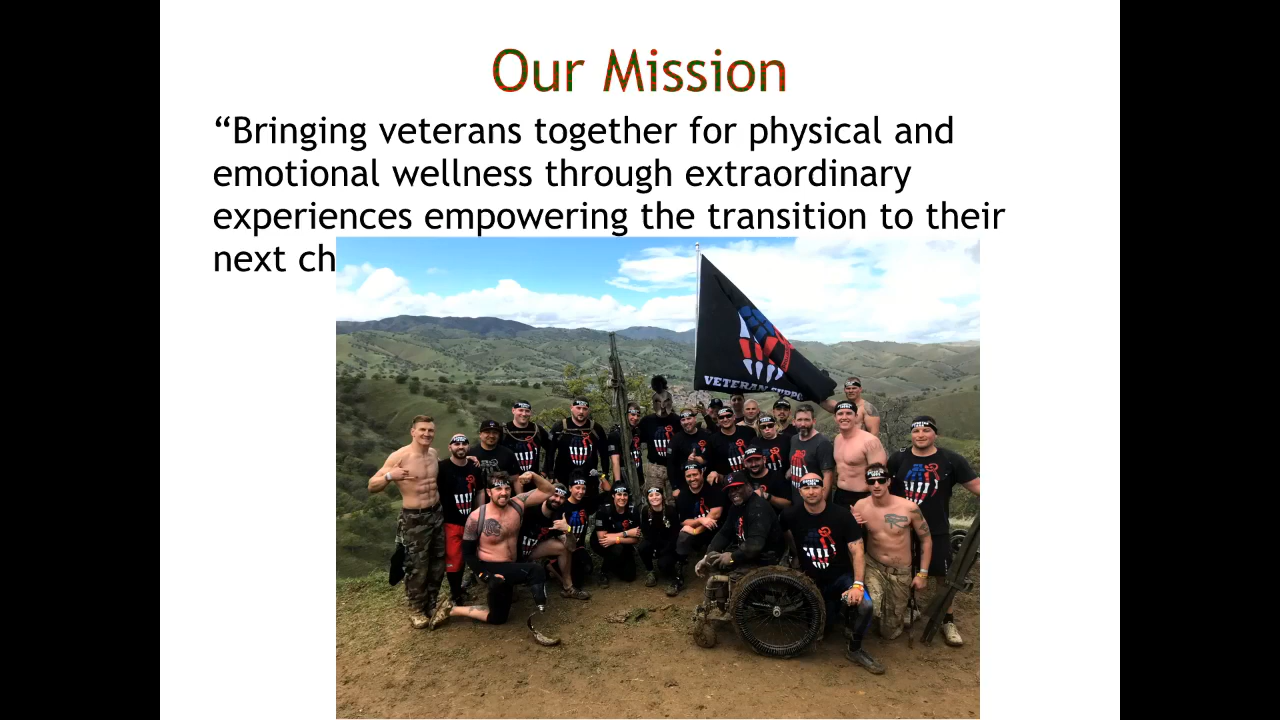 Our Mission
“Bringing veterans together for physical and
emotional wellness through extraordinary
experiences empowering the transition to their
next ch
VETERAN